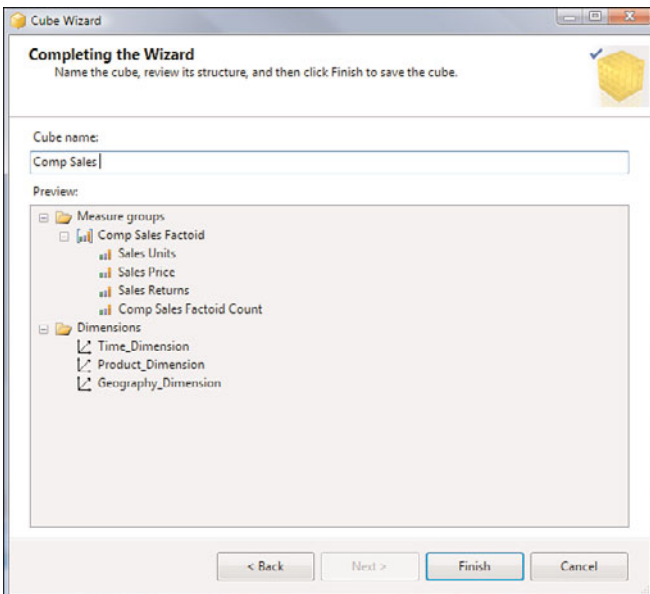 Cube Wizard
Completing the Wizard
Name the cube, review its structure, and then click Finish to save the cube.
Cube name:
Comp Sales
Preview:
Measure groups
Comp Sales Factoid
Sales Units
Sales Price
Sales Returns
Comp Sales Factoid Count
Dimensions
Time_Dimension
Product_Dimension
Geography_Dimension
< Back
Next >
Finish
Cancel